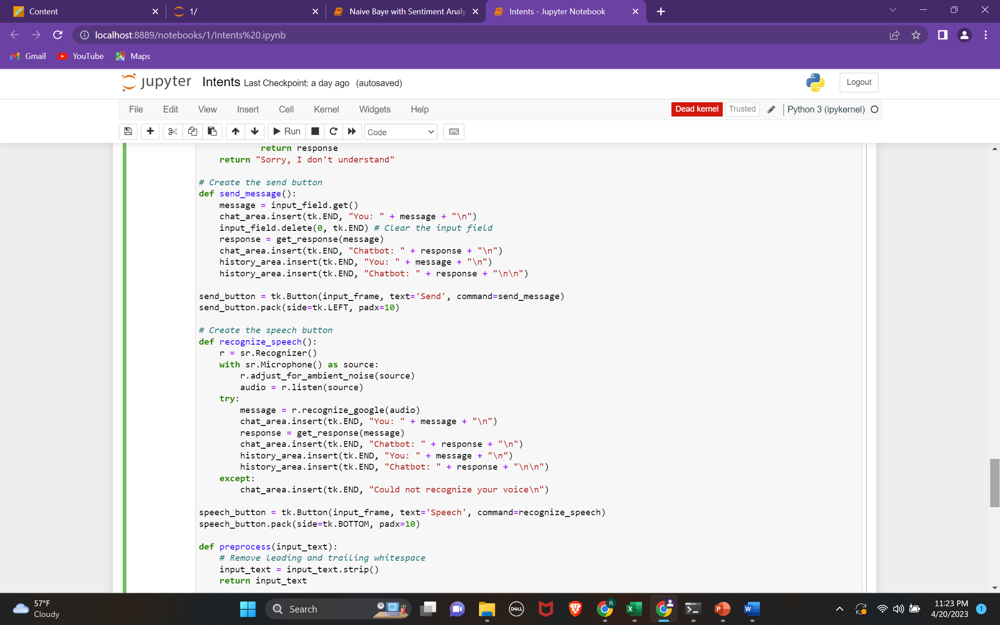 Content
1/
Naive Baye with Sentiment Analy
Intents - Jupyter Notebook
localhost:8889/notebooks/1/Intents%20.ipynb
Gmail
YouTube
Maps
jupyter
Intents Last Checkpoint: a day ago (autosaved)
Logout
File Edit View Insert Cell Kernel Widgets Help
Dead kernel
Trusted
Python 3 (ipykernel)
Run
Code
            return response
    return "Sorry, I don't understand"

# Create the send button
def send_message():
    message = input_field.get()
    chat_area.insert(tk.END, "You: " + message + "\n")
    input_field.delete(0, tk.END) # Clear the input field
    response = get_response(message)
    chat_area.insert(tk.END, "Chatbot: " + response + "\n")
    history_area.insert(tk.END, "You: " + message + "\n")
    history_area.insert(tk.END, "Chatbot: " + response + "\n\n")

send_button = tk.Button(input_frame, text='Send', command=send_message)
send_button.pack(side=tk.LEFT, padx=10)

# Create the speech button
def recognize_speech():
    r = sr.Recognizer()
    with sr.Microphone() as source:
        r.adjust_for_ambient_noise(source)
        audio = r.listen(source)
    try:
        message = r.recognize_google(audio)
        chat_area.insert(tk.END, "You: " + message + "\n")
        response = get_response(message)
        chat_area.insert(tk.END, "Chatbot: " + response + "\n")
        history_area.insert(tk.END, "You: " + message + "\n")
        history_area.insert(tk.END, "Chatbot: " + response + "\n\n")
    except:
        chat_area.insert(tk.END, "Could not recognize your voice\n")

speech_button = tk.Button(input_frame, text='Speech', command=recognize_speech)
speech_button.pack(side=tk.BOTTOM, padx=10)

def preprocess(input_text):
    # Remove leading and trailing whitespace
    input_text = input_text.strip()
    return input_text
57°F
Cloudy
Search
DELL
R
X
P
W
11:23 PM
4/20/2023
1